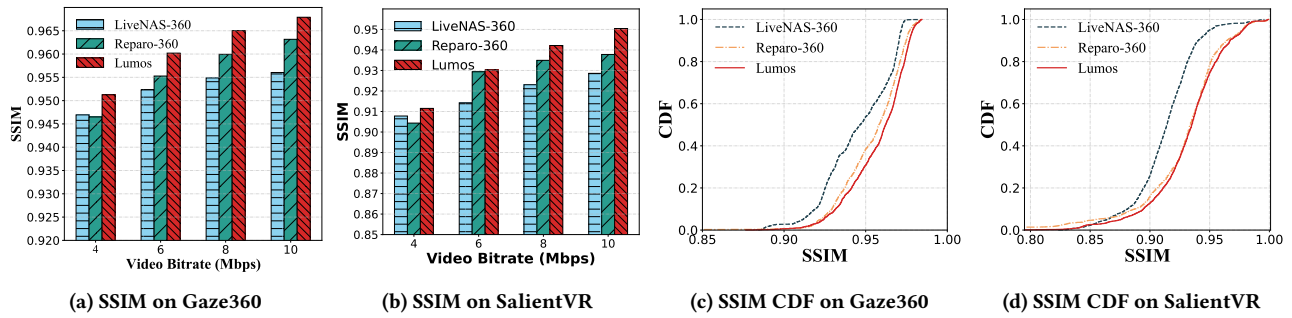 LiveNAS-360
Reparo-360
Lumos
SSIM
0.965
0.960
0.955
0.950
0.945
0.940
0.935
0.930
0.925
0.920
4
6
8
10
Video Bitrate (Mbps)
(a) SSIM on Gaze360
LiveNAS-360
Reparo-360
Lumos
SSIM
0.95
0.94
0.93
0.92
0.91
0.90
0.89
0.88
0.87
0.86
0.85
4
6
8
10
Video Bitrate (Mbps)
(b) SSIM on SalientVR
LiveNAS-360
Reparo-360
Lumos
CDF
1.0
0.8
0.6
0.4
0.2
0.0
0.85
0.90
0.95
1.00
SSIM
(c) SSIM CDF on Gaze360
LiveNAS-360
Reparo-360
Lumos
CDF
1.0
0.8
0.6
0.4
0.2
0.0
0.80
0.85
0.90
0.95
1.00
SSIM
(d) SSIM CDF on SalientVR